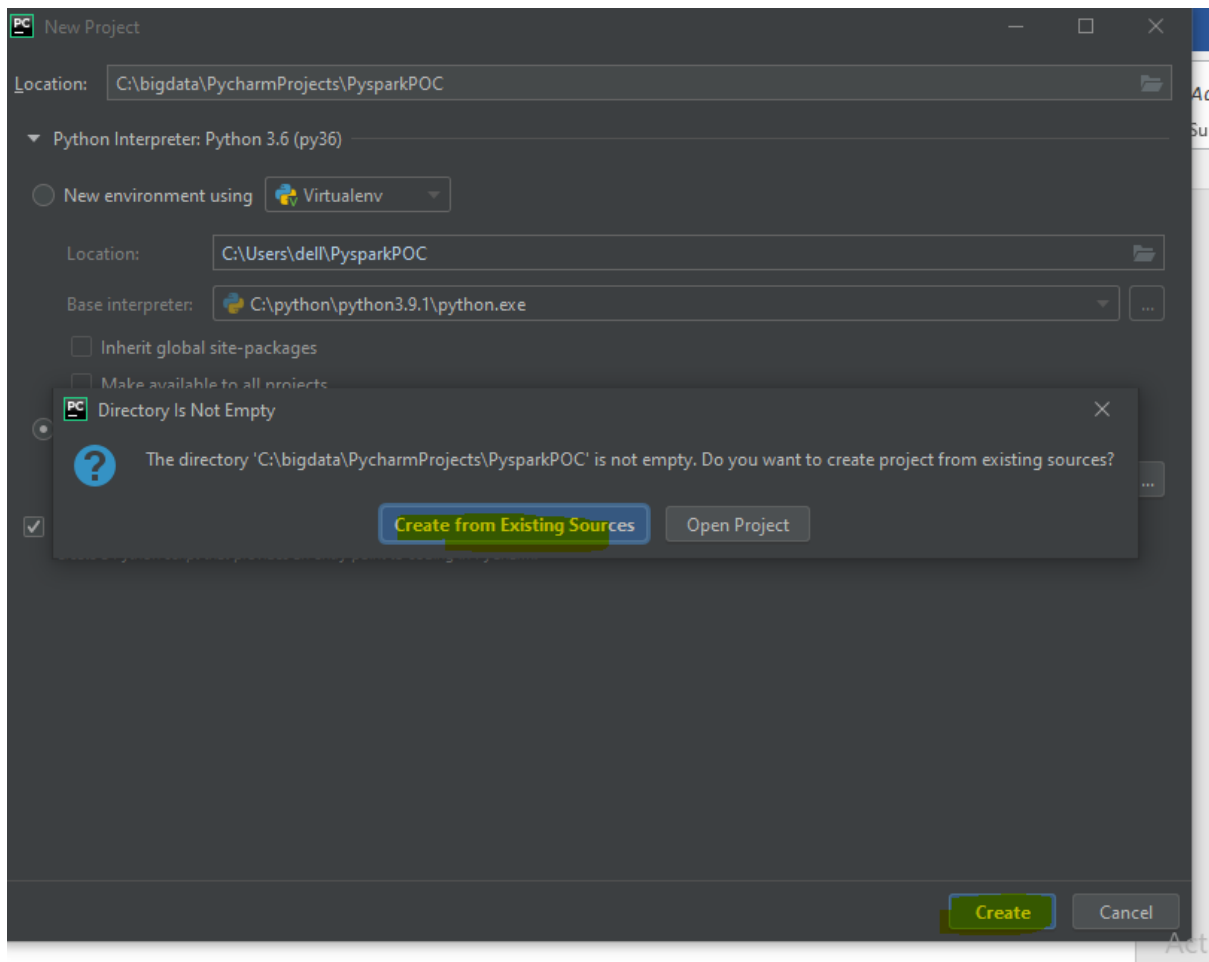 PC New Project
Location: C:\bigdata\PycharmProjects\PysparkPOC
Ac
Python Interpreter: Python 3.6 (py36)
Su
New environment using Virtualenv
Location: C:\Users\dell\PysparkPOC
Base interpreter: C:\python\python3.9.1\python.exe ...
Inherit global site-packages
Make available to all projects
PC Directory Is Not Empty
The directory 'C:\bigdata\PycharmProjects\PysparkPOC' is not empty. Do you want to create project from existing sources?
...
Create from Existing Sources Open Project
Create Cancel
Act